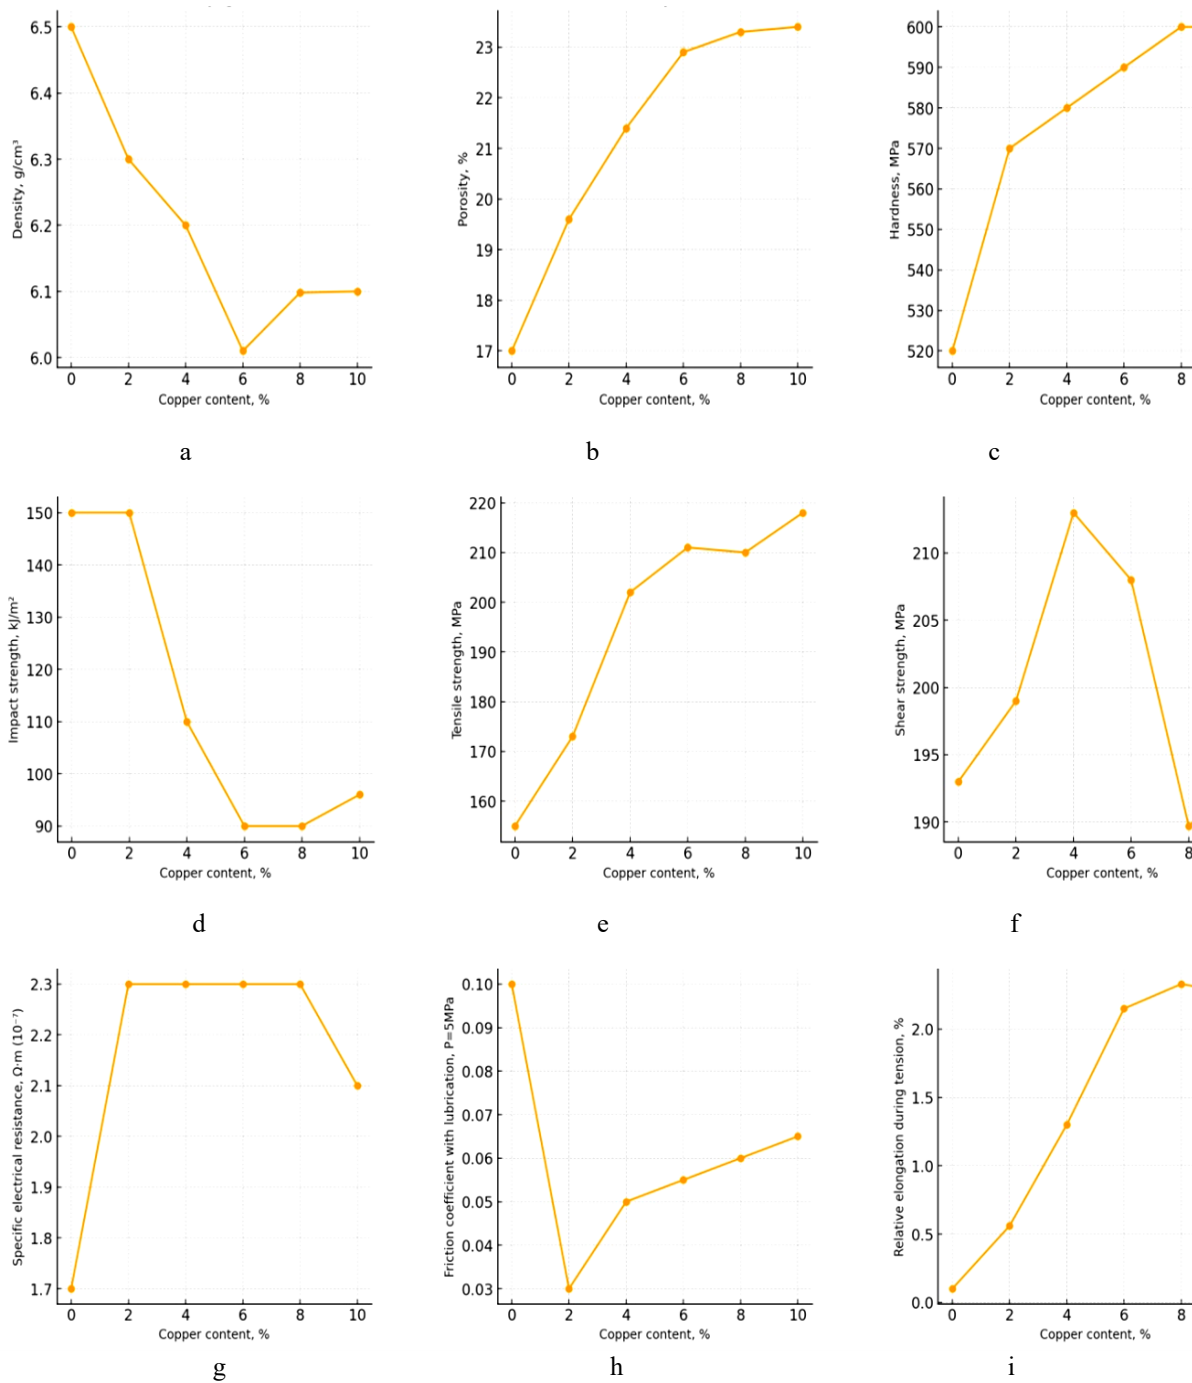 6.5
6.4
6.3
6.2
6.1
6.0
Density, g/cm³
0 2 4 6 8 10
Copper content, %
a
23
22
21
20
19
18
17
Porosity, %
0 2 4 6 8 10
Copper content, %
b
600
590
580
570
560
550
540
530
520
Hardness, MPa
0 2 4 6 8
Copper content, %
c
150
140
130
120
110
100
90
Impact strength, kJ/m²
0 2 4 6 8 10
Copper content, %
d
220
210
200
190
180
170
160
Tensile strength, MPa
0 2 4 6 8 10
Copper content, %
e
210
205
200
195
190
Shear strength, MPa
0 2 4 6 8
Copper content, %
f
2.3
2.2
2.1
2.0
1.9
1.8
1.7
Specific electrical resistance, Ω·m (10⁻⁷)
0 2 4 6 8 10
Copper content, %
g
0.10
0.09
0.08
0.07
0.06
0.05
0.04
0.03
Friction coefficient with lubrication, P=5MPa
0 2 4 6 8 10
Copper content, %
h
2.0
1.5
1.0
0.5
0.0
Relative elongation during tension, %
0 2 4 6 8
Copper content, %
i